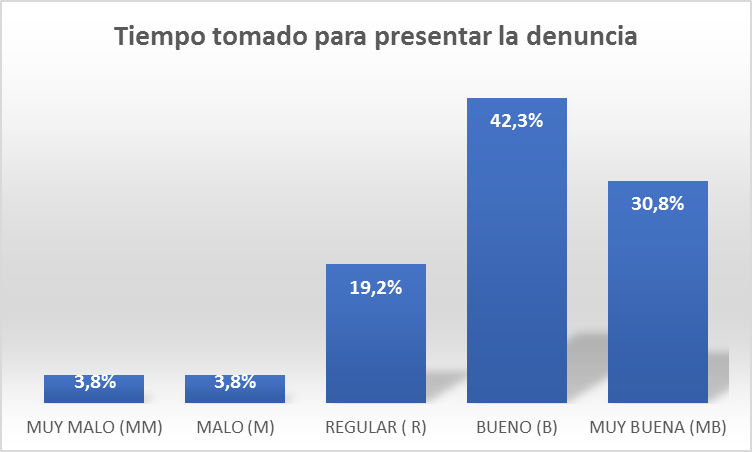 Tiempo tomado para presentar la denuncia
42,3%
30,8%
19,2%
3,8%
3,8%
MUY MALO (MM)
MALO (M)
REGULAR ( R)
BUENO (B)
MUY BUENA (MB)